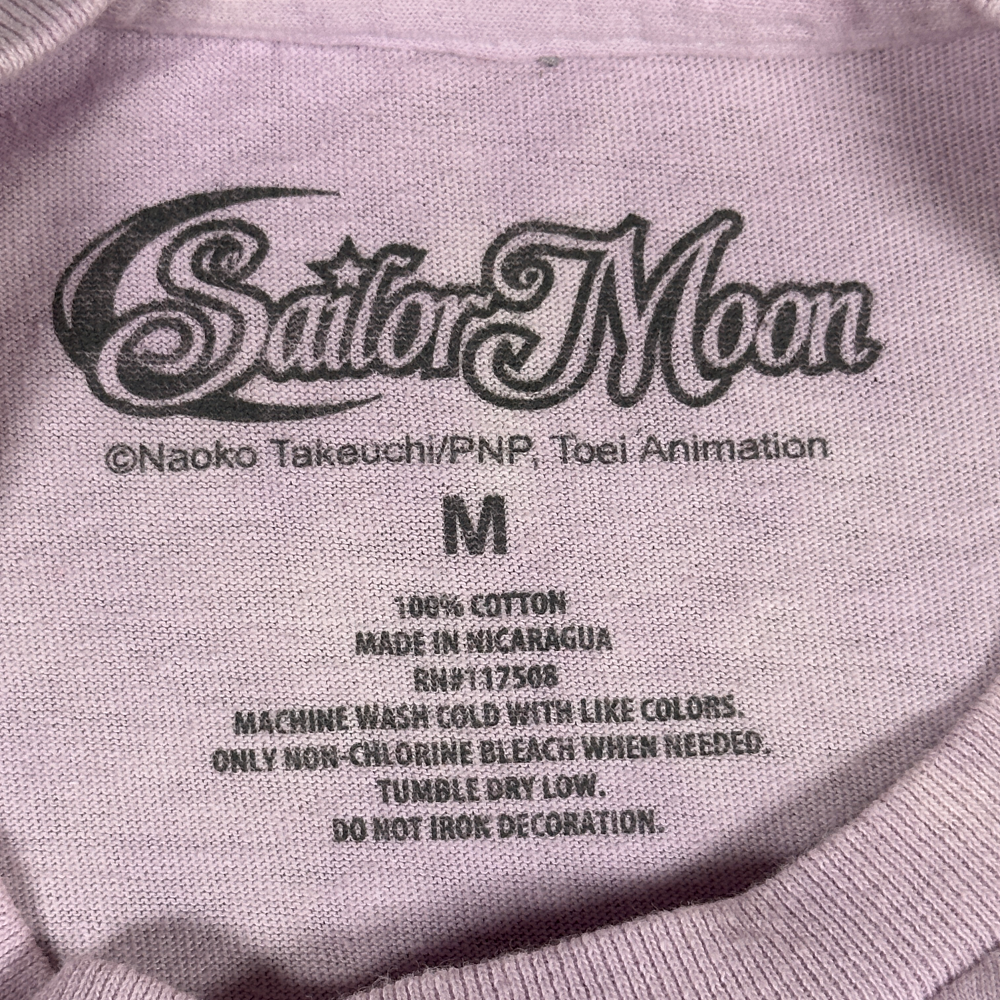 Sailor Moon
©Naoko Takeuchi/PNP, Toei Animation
M
100% COTTON
MADE IN NICARAGUA
RN#117508
MACHINE WASH COLD WITH LIKE COLORS.
ONLY NON-CHLORINE BLEACH WHEN NEEDED.
TUMBLE DRY LOW.
DO NOT IRON DECORATION.